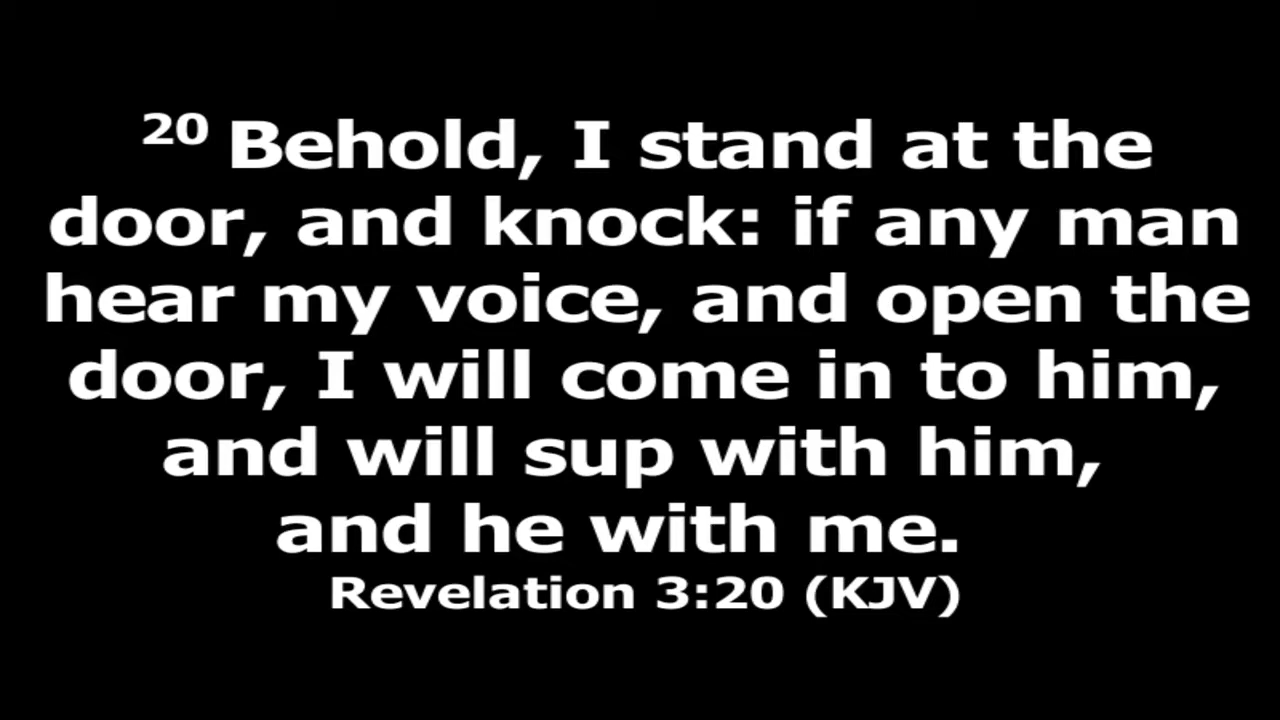 20 Behold, I stand at the
door, and knock: if any man
hear my voice, and open the
door, I will come in to him,
and will sup with him,
and he with me.
Revelation 3:20 (KJV)